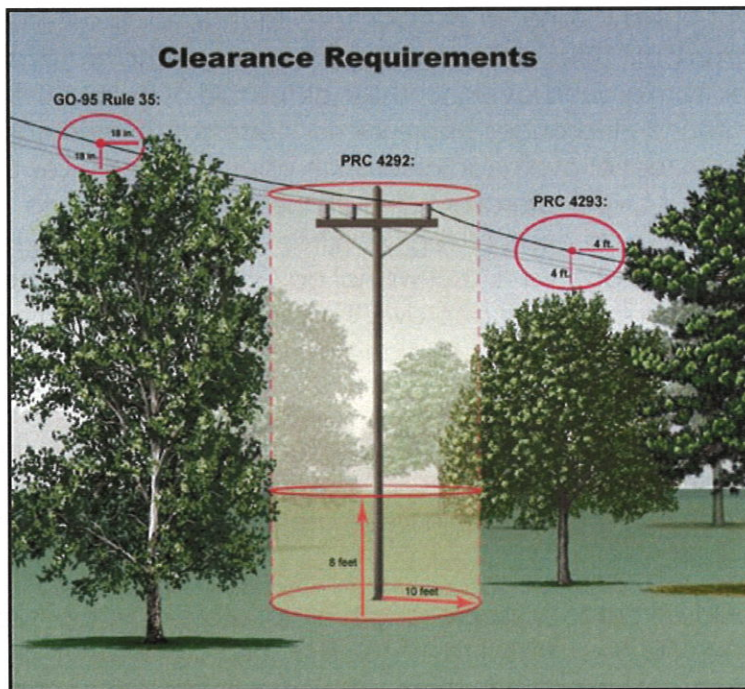 Clearance Requirements
GO-95 Rule 35:
18 in.
18 in.
PRC 4292:
PRC 4293:
4 ft.
4 ft.
8 feet
10 feet